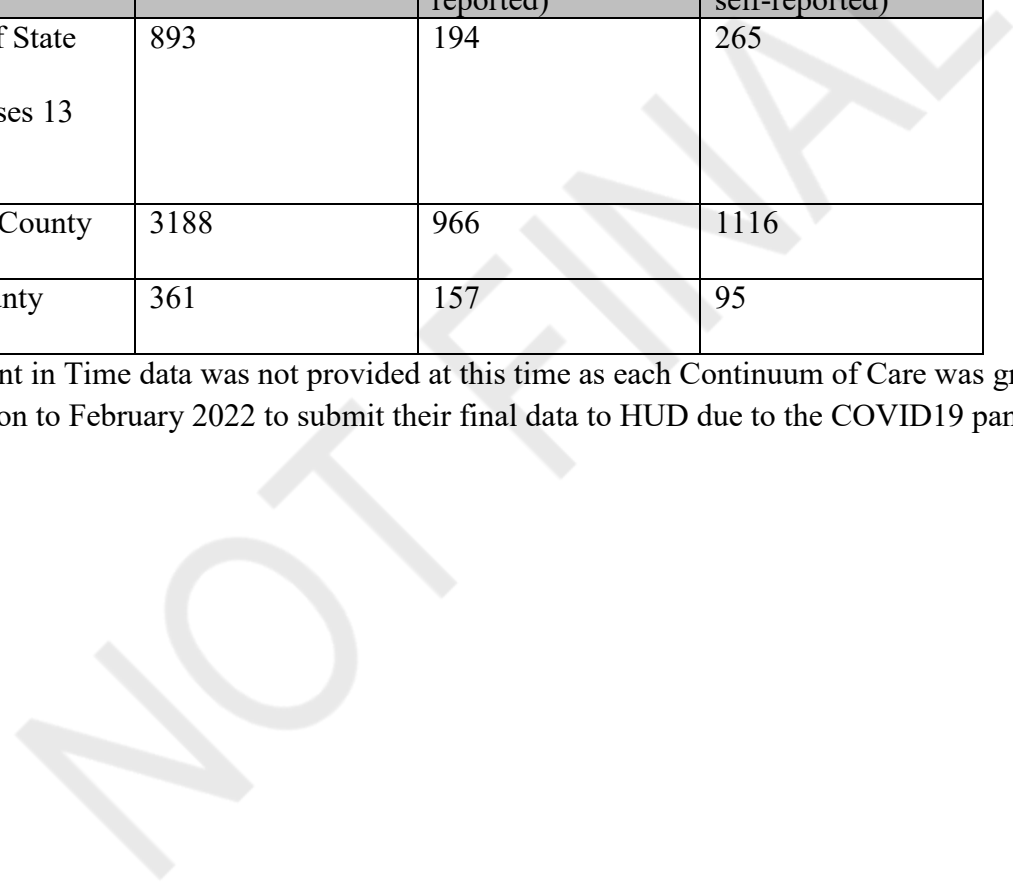 reported) self-reported)
f State 893 194 265
ses 13
County 3188 966 1116
nty 361 157 95
nt in Time data was not provided at this time as each Continuum of Care was gr
on to February 2022 to submit their final data to HUD due to the COVID19 pan
NOT FINAL